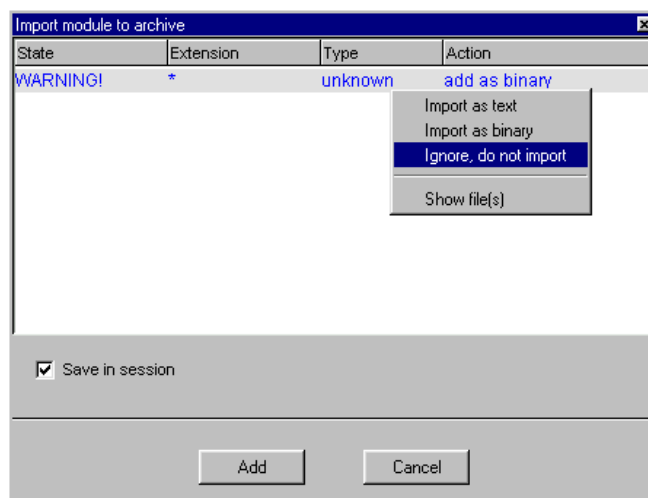 Import module to archive
State Extension Type Action
WARNING! * unknown add as binary
Import as text
Import as binary
Ignore, do not import
Show file(s)
Save in session
Add Cancel